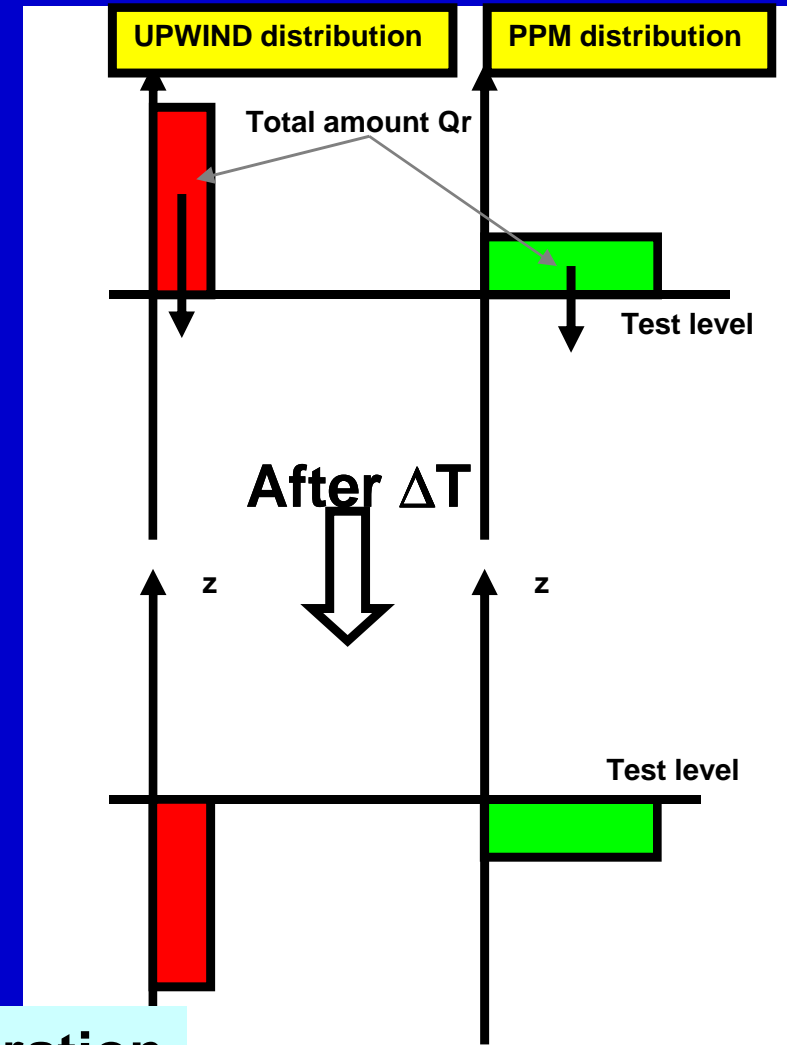 UPWIND distribution
PPM distribution
Total amount Qr
Test level
After ΔT
z
z
Test level